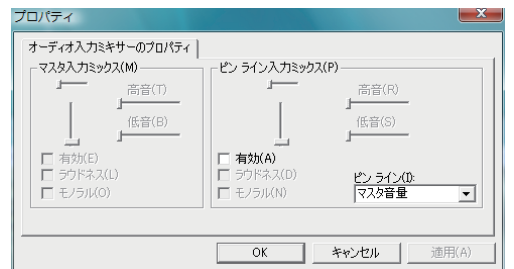 プロパティ
オーディオ入力ミキサーのプロパティ
マスタ入力ミックス(M)
高音(T)
低音(B)
有効(E)
ラウドネス(L)
モノラル(O)
ピン ライン入力ミックス(P)
高音(R)
低音(S)
有効(A)
ラウドネス(D)
モノラル(N)
ピン ライン(I):
マスタ音量
OK
キャンセル
適用(A)